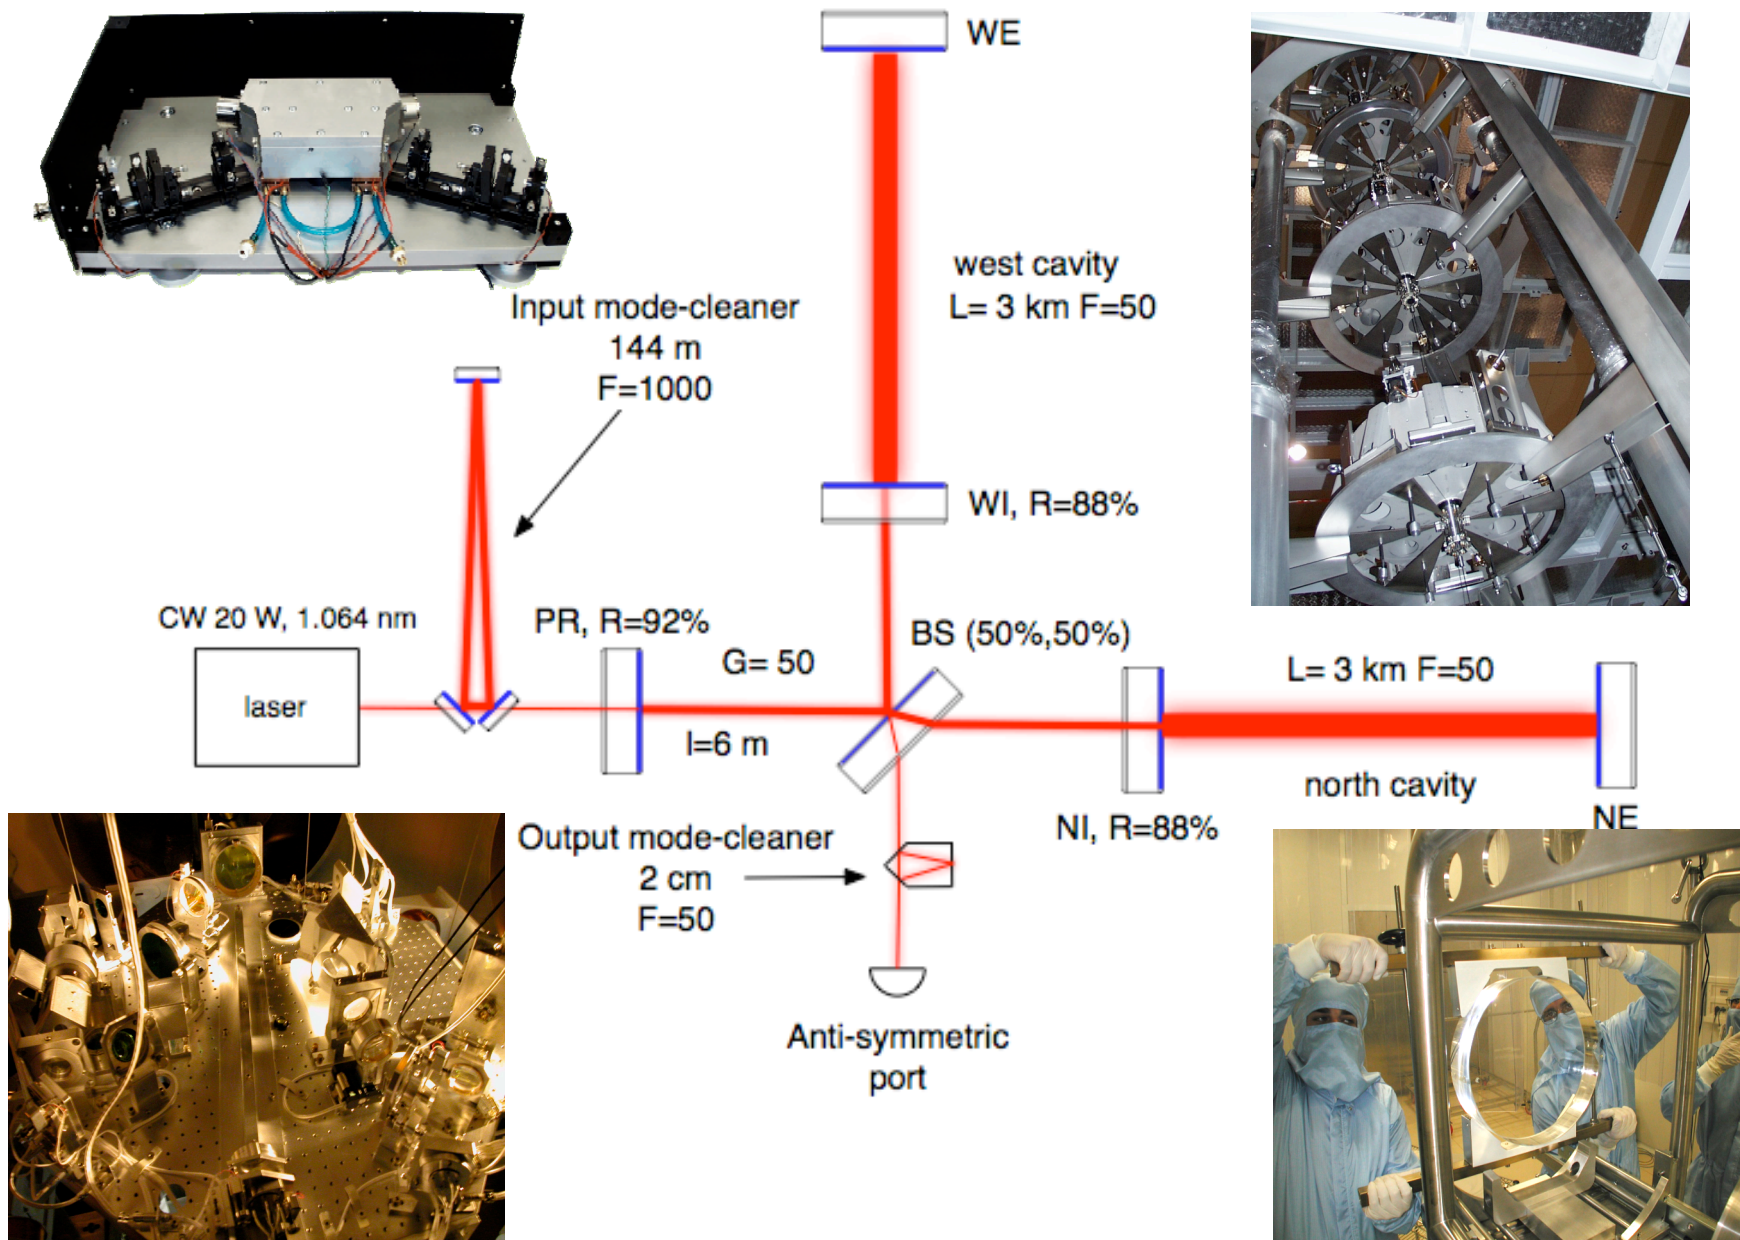 WE
west cavity
L= 3 km F=50
Input mode-cleaner
144 m
F=1000
WI, R=88%
CW 20 W, 1.064 nm
PR, R=92%
BS (50%,50%)
G= 50
L= 3 km F=50
laser
l=6 m
north cavity
NE
NI, R=88%
Output mode-cleaner
2 cm
F=50
Anti-symmetric
port